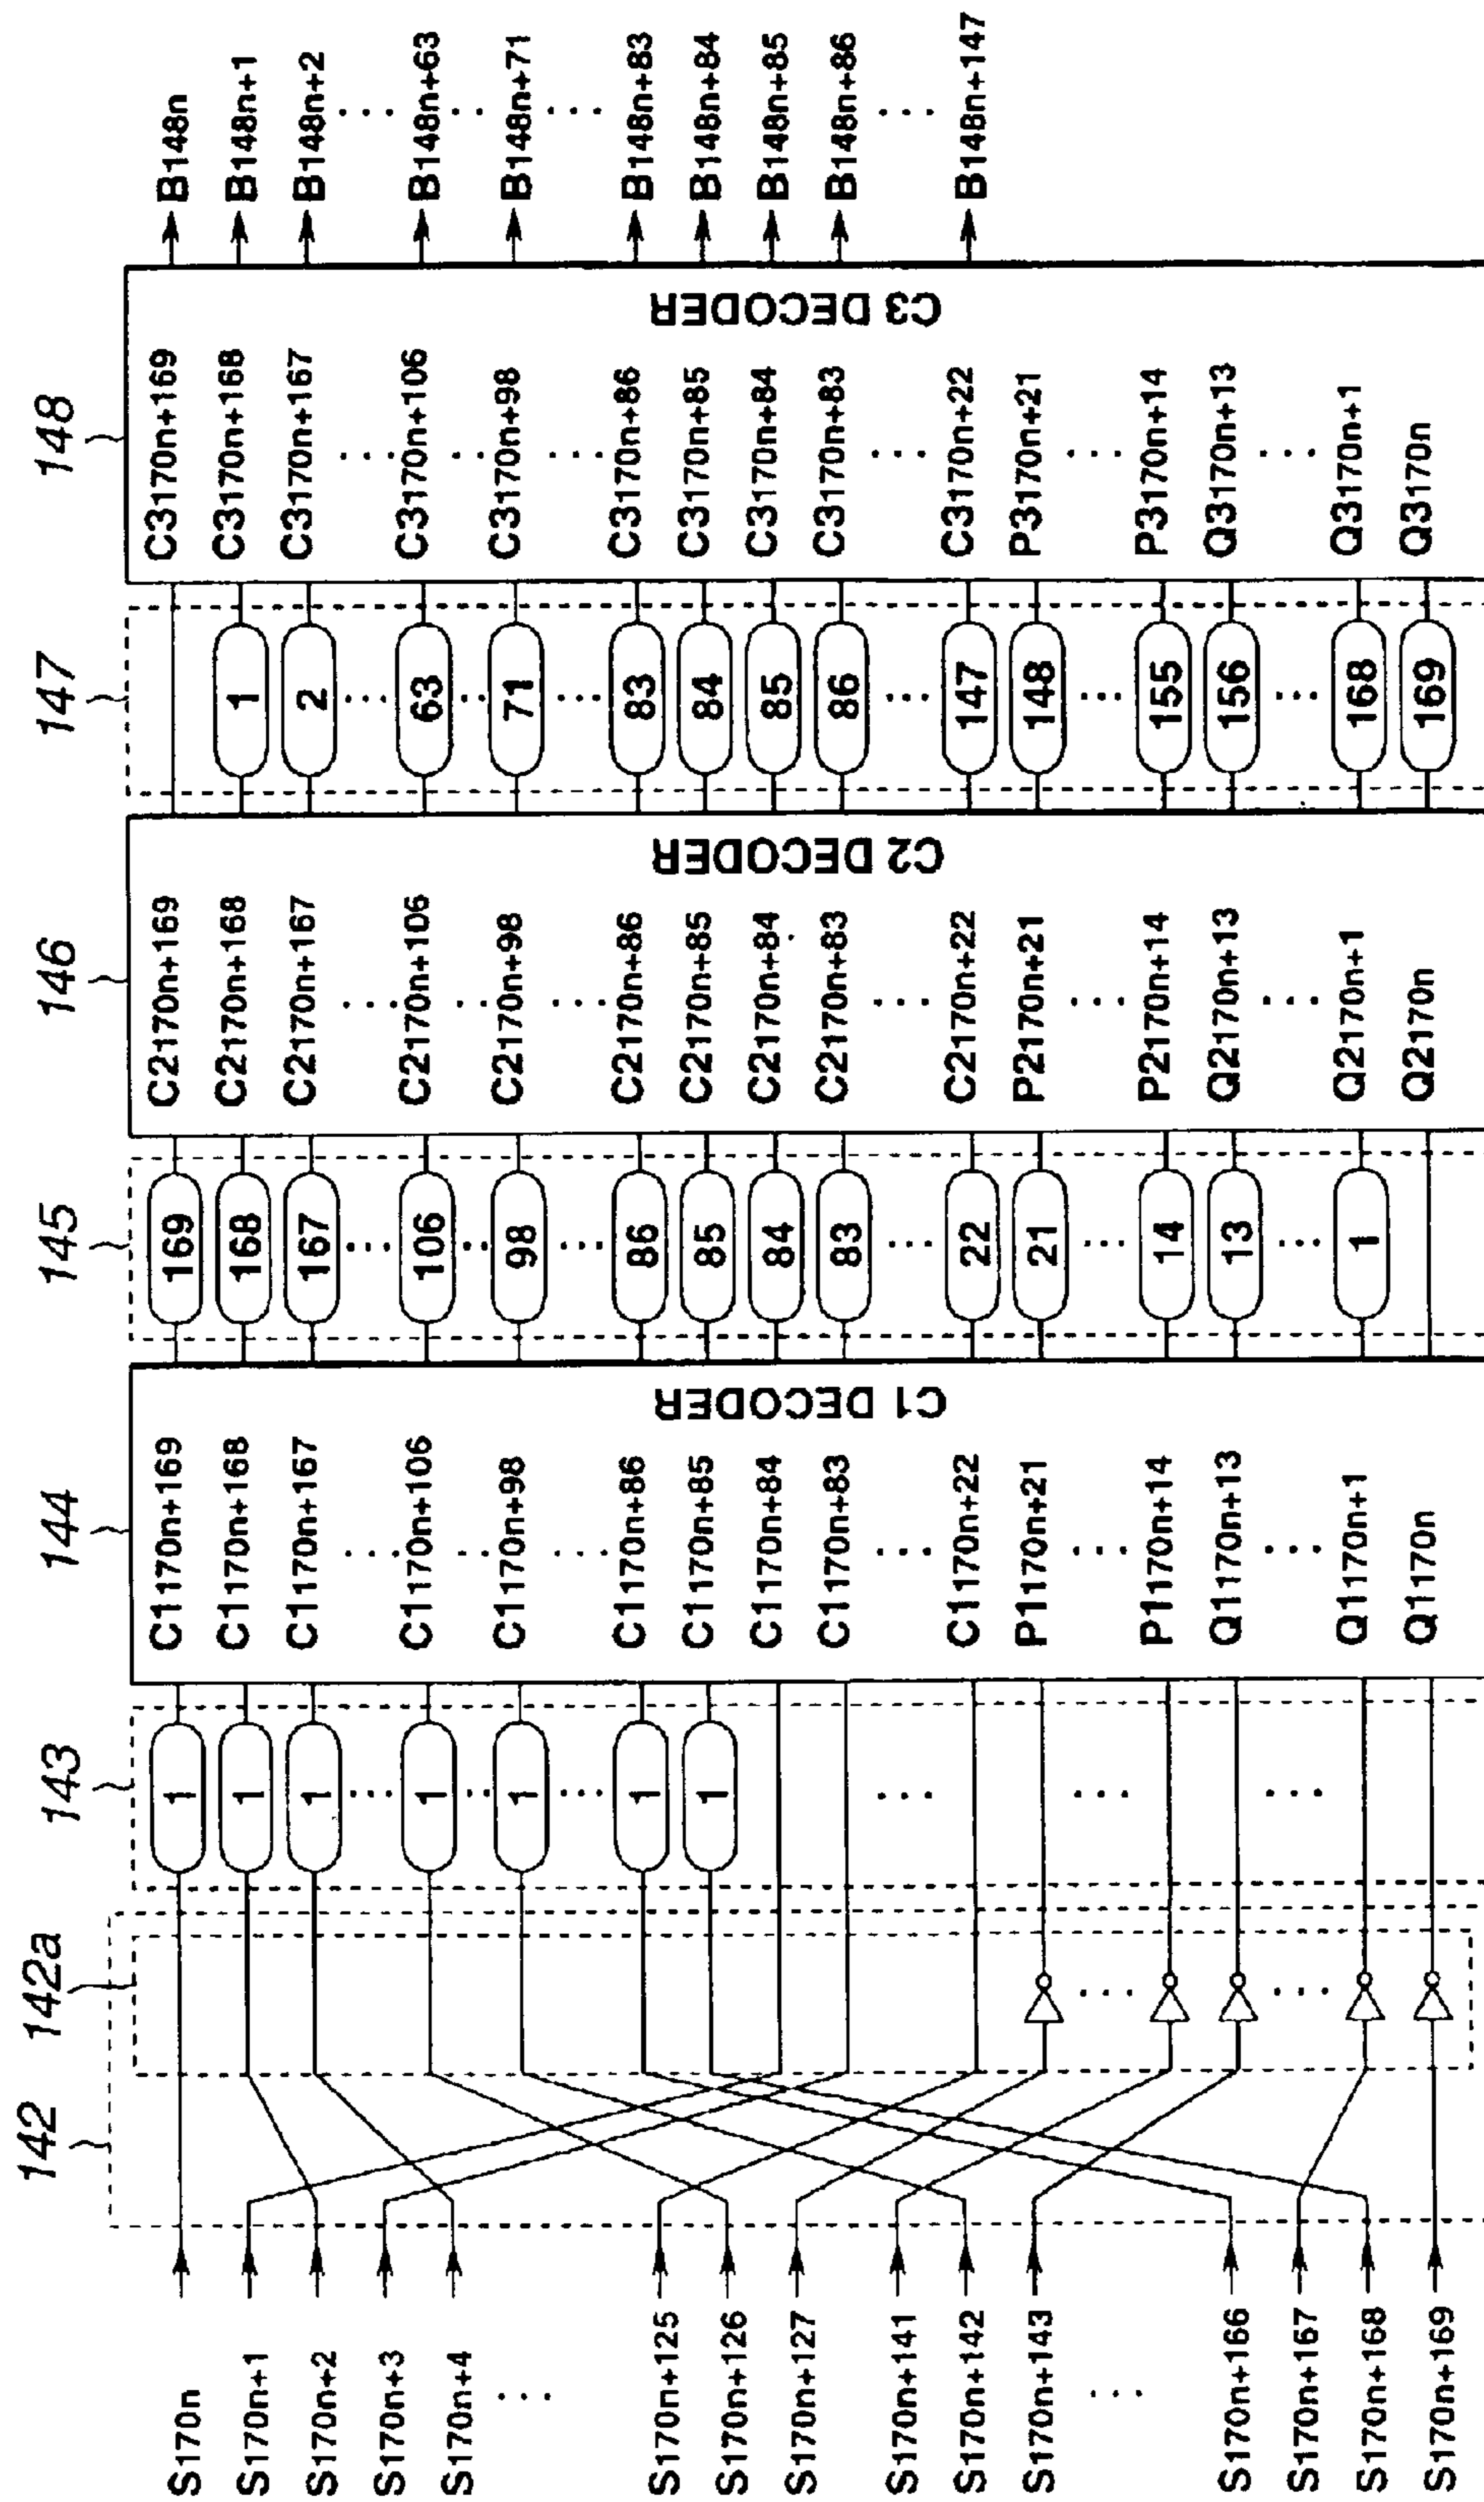 142
142a
143
144
145
146
147
148
S170n
S170n+1
S170n+2
S170n+3
S170n+4
...
S170n+125
S170n+126
S170n+127
S170n+141
S170n+142
S170n+143
...
S170n+166
S170n+167
S170n+168
S170n+169
1
1
1
...
1
..
1
...
1
1
...
...
...
...
...
C1170n+169
C1170n+168
C1170n+167
...
C1170n+106
..
C1170n+98
...
C1170n+86
C1170n+85
C1170n+84
C1170n+83
...
C1170n+22
P1170n+21
...
P1170n+14
Q1170n+13
...
Q1170n+1
Q1170n
C1 DECODER
169
168
167
...
106
..
98
...
86
85
84
83
...
22
21
...
14
13
...
1
C2170n+169
C2170n+168
C2170n+167
...
C2170n+106
..
C2170n+98
...
C2170n+86
C2170n+85
C2170n+84
C2170n+83
...
C2170n+22
P2170n+21
...
P2170n+14
Q2170n+13
...
Q2170n+1
Q2170n
C2 DECODER
1
2
...
63
..
71
...
83
84
85
86
...
147
148
...
155
156
...
168
169
C3170n+169
C3170n+168
C3170n+167
...
C3170n+106
..
C3170n+98
...
C3170n+86
C3170n+85
C3170n+84
C3170n+83
...
C3170n+22
P3170n+21
...
P3170n+14
Q3170n+13
...
Q3170n+1
Q3170n
C3 DECODER
B148n
B148n+1
B148n+2
...
B148n+63
..
B148n+71
...
B148n+83
B148n+84
B148n+85
B148n+86
...
B148n+147